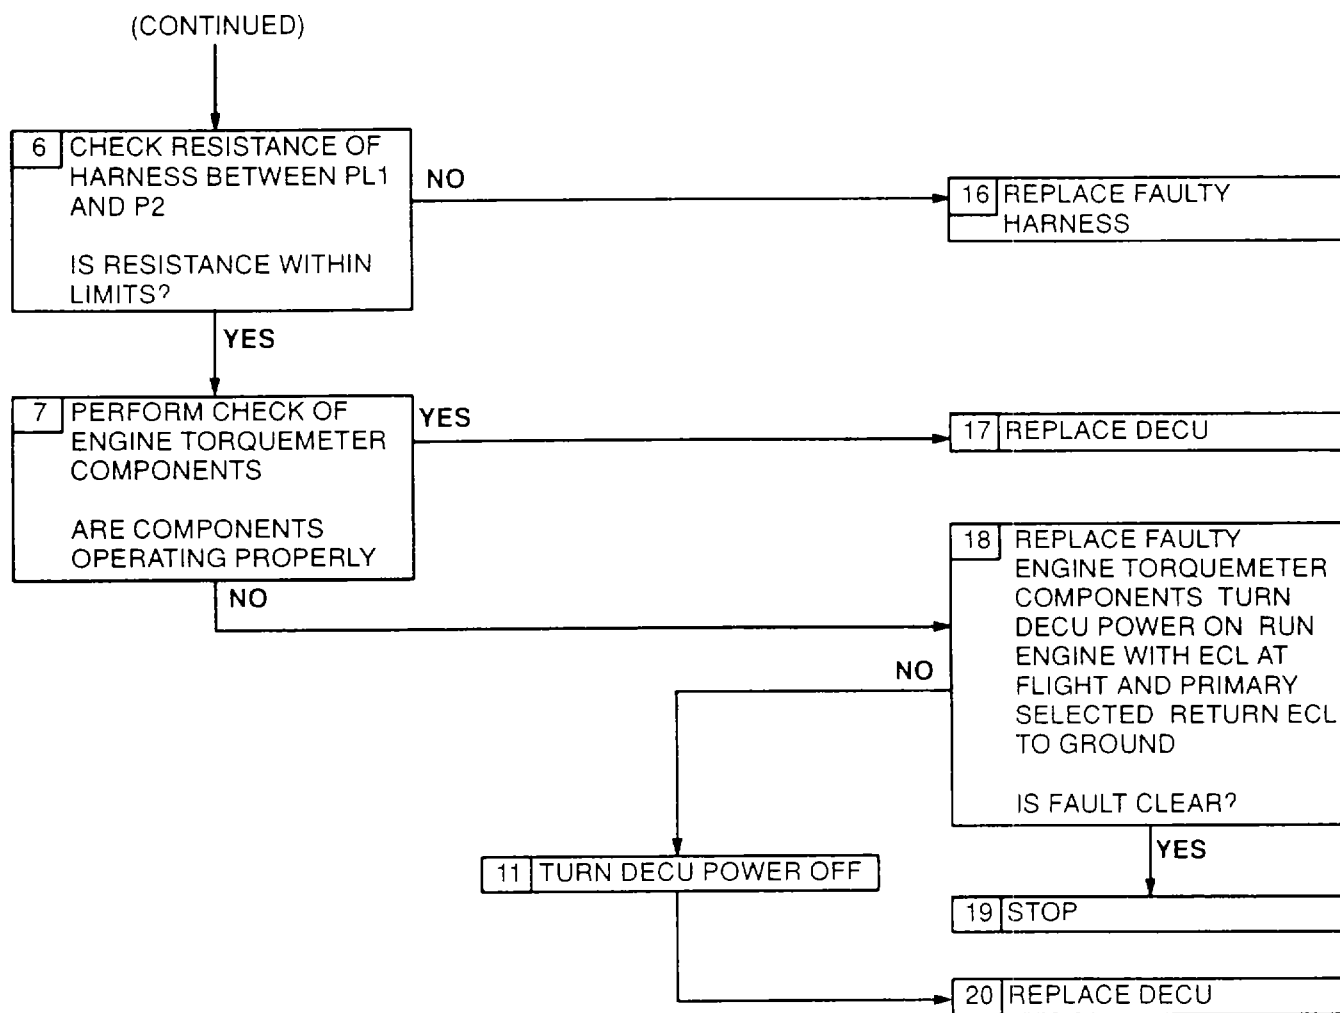 (CONTINUED)
6 CHECK RESISTANCE OF
HARNESS BETWEEN PL1
AND P2
IS RESISTANCE WITHIN
LIMITS?
NO
16 REPLACE FAULTY
HARNESS
YES
7 PERFORM CHECK OF
ENGINE TORQUEMETER
COMPONENTS
ARE COMPONENTS
OPERATING PROPERLY
YES
17 REPLACE DECU
NO
18 REPLACE FAULTY
ENGINE TORQUEMETER
COMPONENTS TURN
DECU POWER ON RUN
ENGINE WITH ECL AT
FLIGHT AND PRIMARY
SELECTED RETURN ECL
TO GROUND
IS FAULT CLEAR?
NO
YES
11 TURN DECU POWER OFF
19 STOP
20 REPLACE DECU